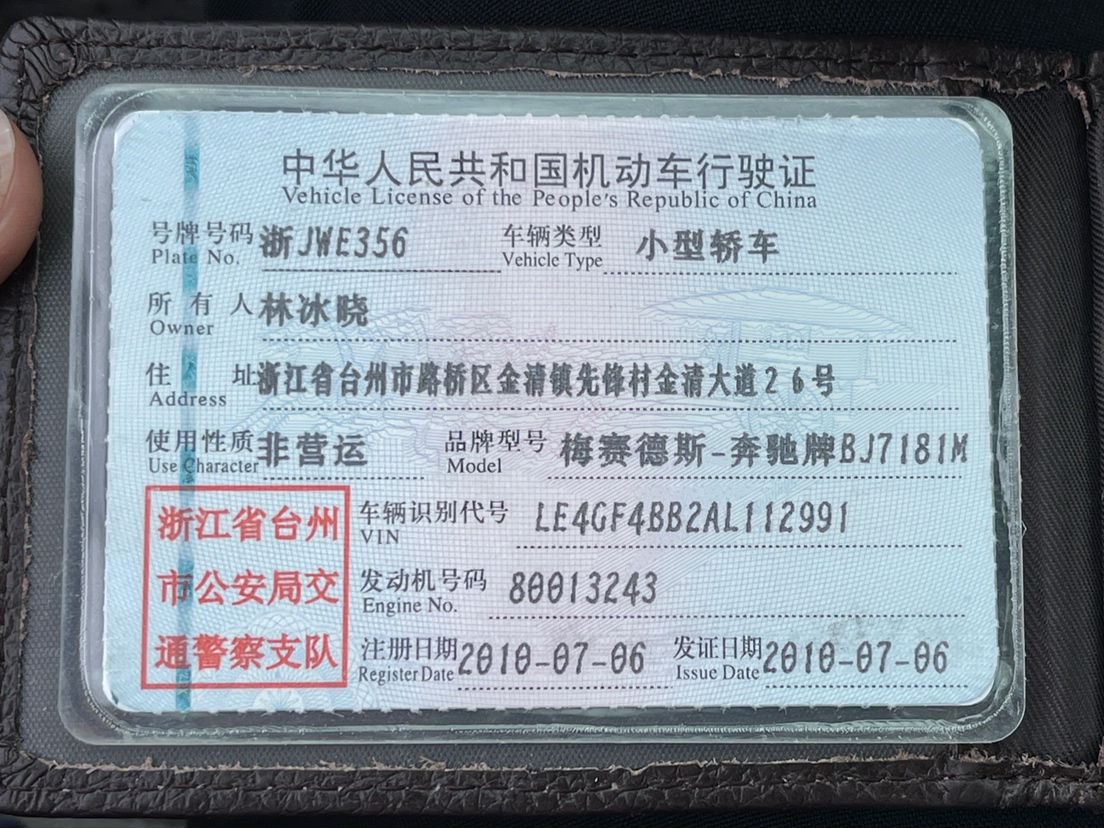 中华人民共和国机动车行驶证
Vehicle License of the People's Republic of China
号牌号码 浙JWE356 车辆类型 小型轿车
Plate No. Vehicle Type
所有人 林冰晓
Owner
住址 浙江省台州市路桥区金清镇先锋村金清大道26号
Address
使用性质 非营运 品牌型号 梅赛德斯-奔驰牌BJ7181M
Use Character Model
浙江省台州
市公安局交
通警察支队
车辆识别代号 LE4GF4BB2AL112991
VIN
发动机号码 80013243
Engine No.
注册日期 2010-07-06 发证日期 2010-07-06
Register Date Issue Date